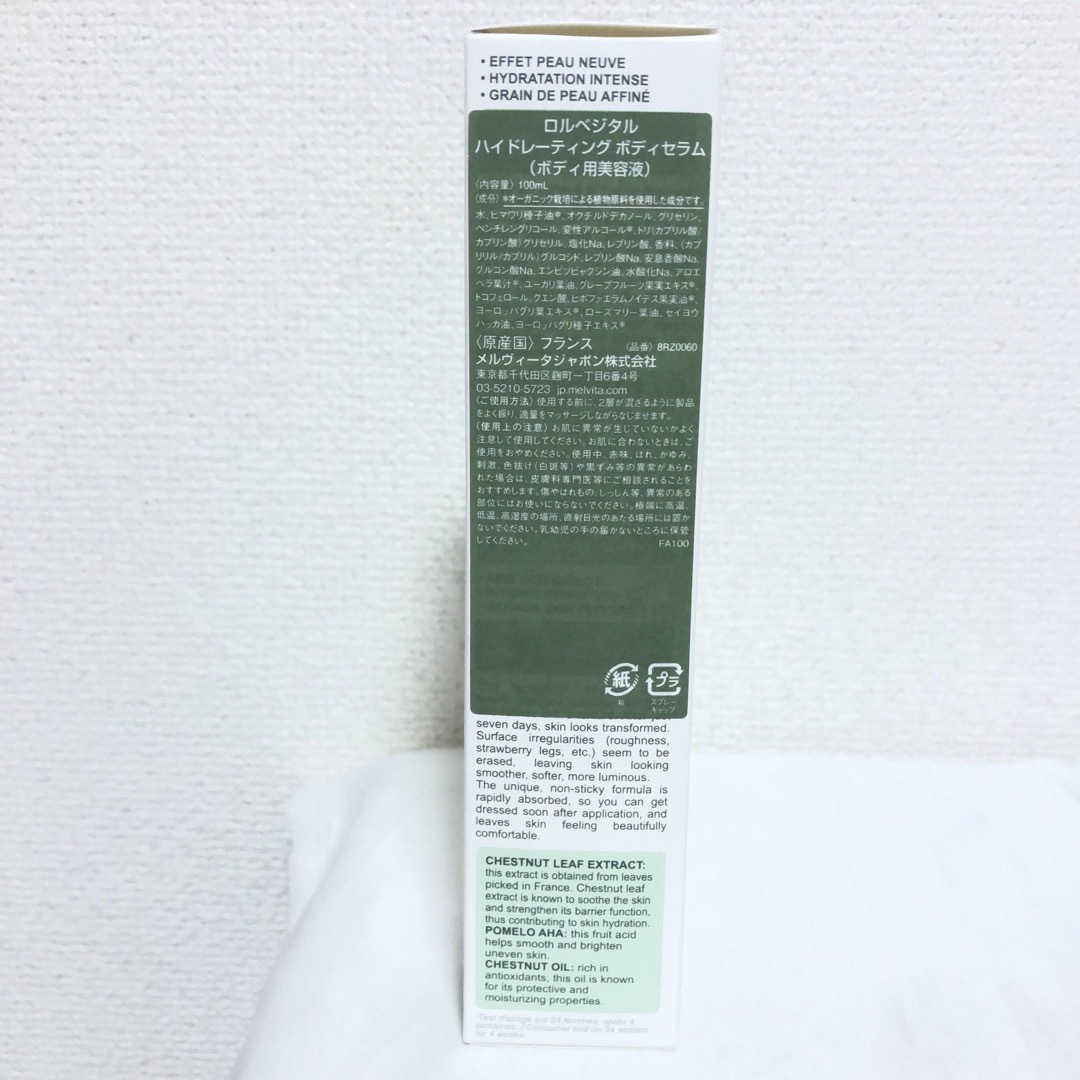 • EFFET PEAU NEUVE
• HYDRATATION INTENSE
• GRAIN DE PEAU AFFINÉ
ロルベジタル
ハイドレーティング ボディセラム
(ボディ用美容液)
〈内容量〉 100mL
〈成分〉 *オーガニック栽培による植物原料を使用した成分です。
水、ヒマワリ種子油*、オクチルドデカノール、グリセリン、
ペンチレングリコール、変性アルコール*、トリ(カプリル酸/
カプリン酸)グリセリル、塩化Na、レブリン酸、香料、(カプ
リリル/カプリル)グルコシド、レブリン酸Na、安息香酸Na、
グルコン酸Na、エンピツビャクシン油、水酸化Na、アロエ
ベラ葉汁*、ユーカリ葉油、グレープフルーツ果実エキス*、
トコフェロール、クエン酸、ヒポファエラムノイデス果実油*、
ヨーロッパグリ葉エキス*、ローズマリー葉油、セイヨウ
ハッカ油、ヨーロッパグリ種子エキス*
〈原産国〉 フランス 〈品番〉 8RZ0060
メルヴィータジャポン株式会社
東京都千代田区麹町一丁目6番4号
03-5210-5723 jp.melvita.com
〈ご使用方法〉 使用する前に、2層が混ざるように製品
をよく振り、適量をマッサージしながらなじませます。
〈使用上の注意〉 お肌に異常が生じていないかよく
注意して使用してください。お肌に合わないときは、ご
使用をおやめください。使用中、赤味、はれ、かゆみ、
刺激、色抜け(白斑等)や黒ずみ等の異常があらわ
れた場合は、皮膚科専門医等にご相談されることを
おすすめします。傷やはれもの、しっしん等、異常のある
部位にはお使いにならないでください。極端に高温、
低温、高湿度の場所、直射日光のあたる場所には置か
ないでください。乳幼児の手の届かないところに保管
してください。 FA100
紙 プラ
箱 スプレー
キャップ
seven days, skin looks transformed.
Surface irregularities (roughness,
strawberry legs, etc.) seem to be
erased, leaving skin looking
smoother, softer, more luminous.
The unique, non-sticky formula is
rapidly absorbed, so you can get
dressed soon after application, and
leaves skin feeling beautifully
comfortable.
CHESTNUT LEAF EXTRACT:
this extract is obtained from leaves
picked in France. Chestnut leaf
extract is known to soothe the skin
and strengthen its barrier function,
thus contributing to skin hydration.
POMELO AHA: this fruit acid
helps smooth and brighten
uneven skin.
CHESTNUT OIL: rich in
antioxidants, this oil is known
for its protective and
moisturizing properties.
*Test d'usage sur 34 femmes, après 4
semaines. / Consumer test on 34 women
for 4 weeks.